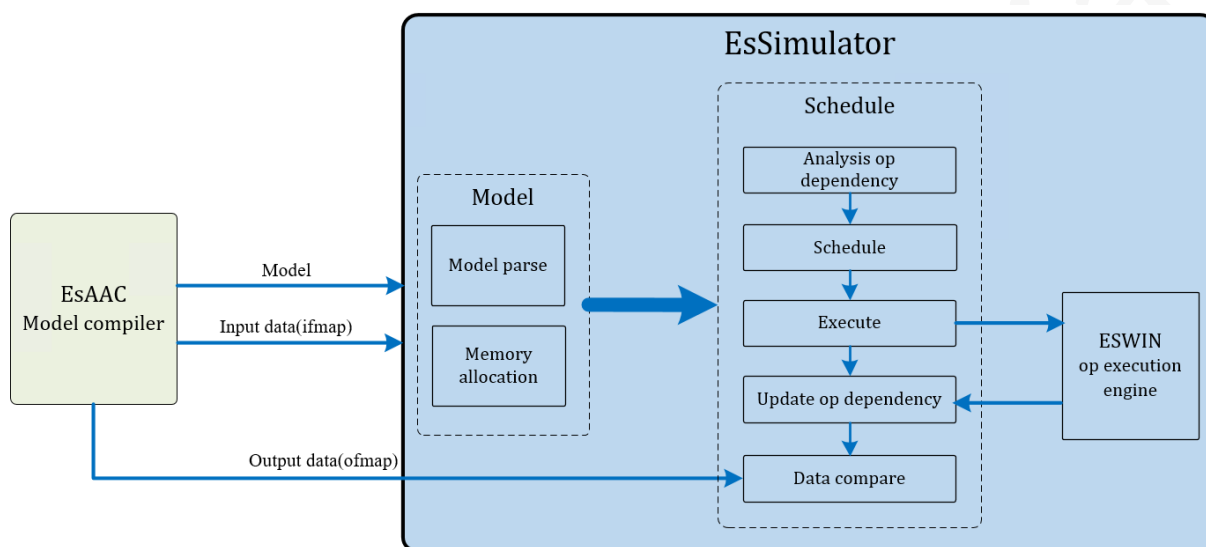 EsSimulator
EsAAC
Model compiler
Model
Input data(ifmap)
Output data(ofmap)
Model
Model parse
Memory
allocation
Schedule
Analysis op
dependency
Schedule
Execute
Update op dependency
Data compare
ESWIN
op execution
engine